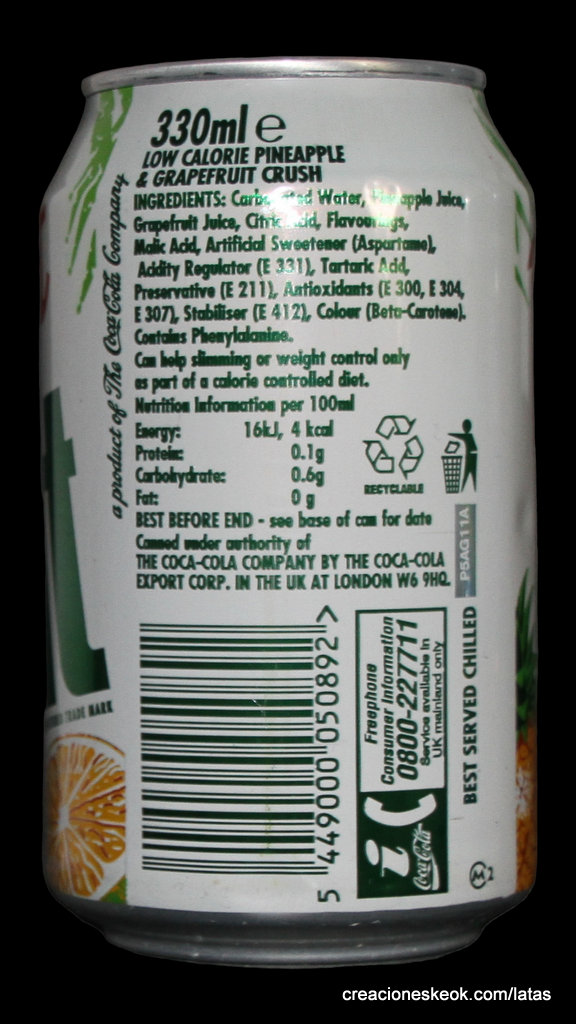 330ml e
LOW CALORIE PINEAPPLE
& GRAPEFRUIT CRUSH
INGREDIENTS: Carbonated Water, Pineapple Juice,
Grapefruit Juice, Citric Acid, Flavourings,
Malic Acid, Artificial Sweetener (Aspartame),
Acidity Regulator (E 331), Tartaric Acid,
Preservative (E 211), Antioxidants (E 300, E 304,
E 307), Stabiliser (E 412), Colour (Beta-Carotene).
Contains Phenylalanine.
Can help slimming or weight control only
as part of a calorie controlled diet.
Nutrition Information per 100ml
Energy: 16kJ, 4 kcal
Protein: 0.1g
Carbohydrate: 0.6g
Fat: 0 g
RECYCLABLE
BEST BEFORE END - see base of can for date
Canned under authority of
THE COCA-COLA COMPANY BY THE COCA-COLA
EXPORT CORP. IN THE UK AT LONDON W6 9HQ.
P5AG11A
a product of The Coca-Cola Company
t
TRADE MARK
5 449000 050892 >
Freephone
Consumer Information
0800-227711
Service available in
UK mainland only
i
Coca-Cola
BEST SERVED CHILLED
M 2
creacioneskeok.com/latas